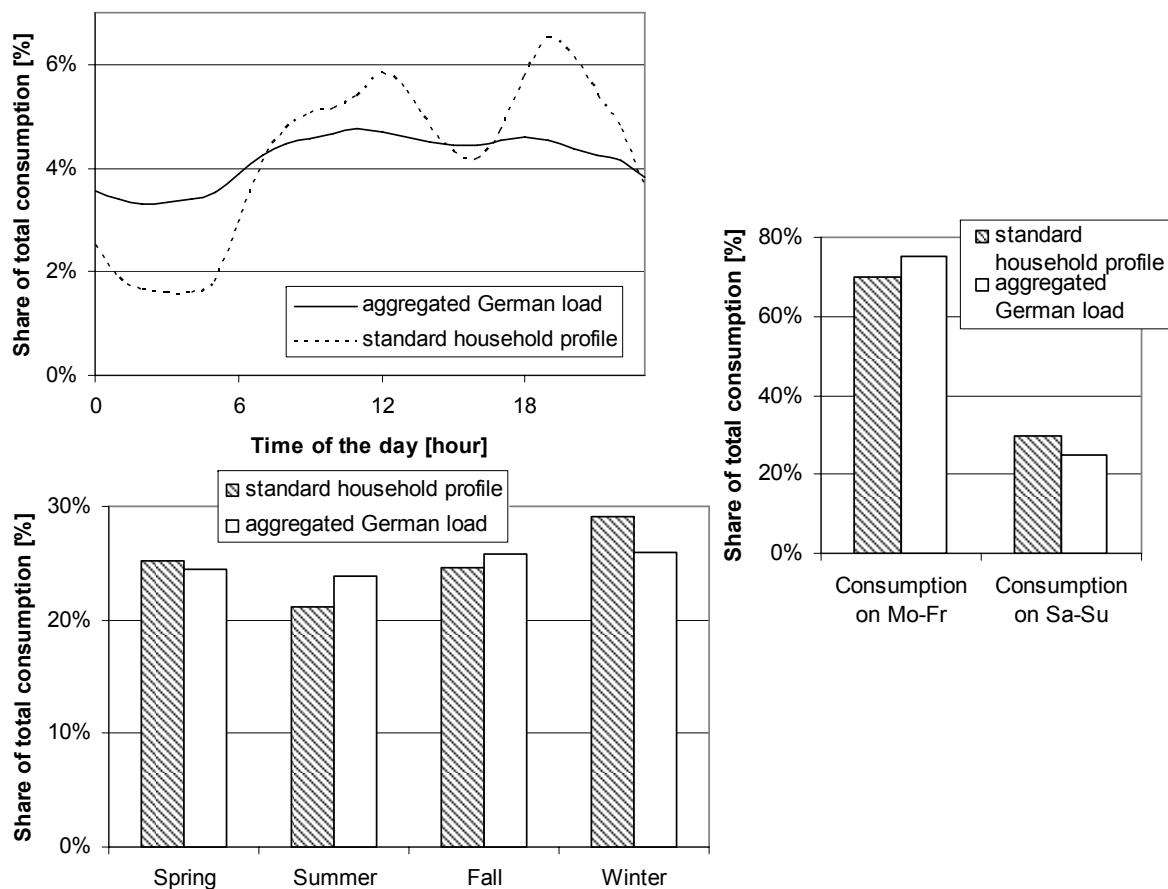 Share of total consumption [%]
6%
4%
2%
0%
aggregated German load
standard household profile
0
6
12
18
Time of the day [hour]
Share of total consumption [%]
80%
60%
40%
20%
0%
standard
household profile
aggregated
German load
Consumption
on Mo-Fr
Consumption
on Sa-Su
Share of total consumption [%]
30%
20%
10%
0%
standard household profile
aggregated German load
Spring
Summer
Fall
Winter